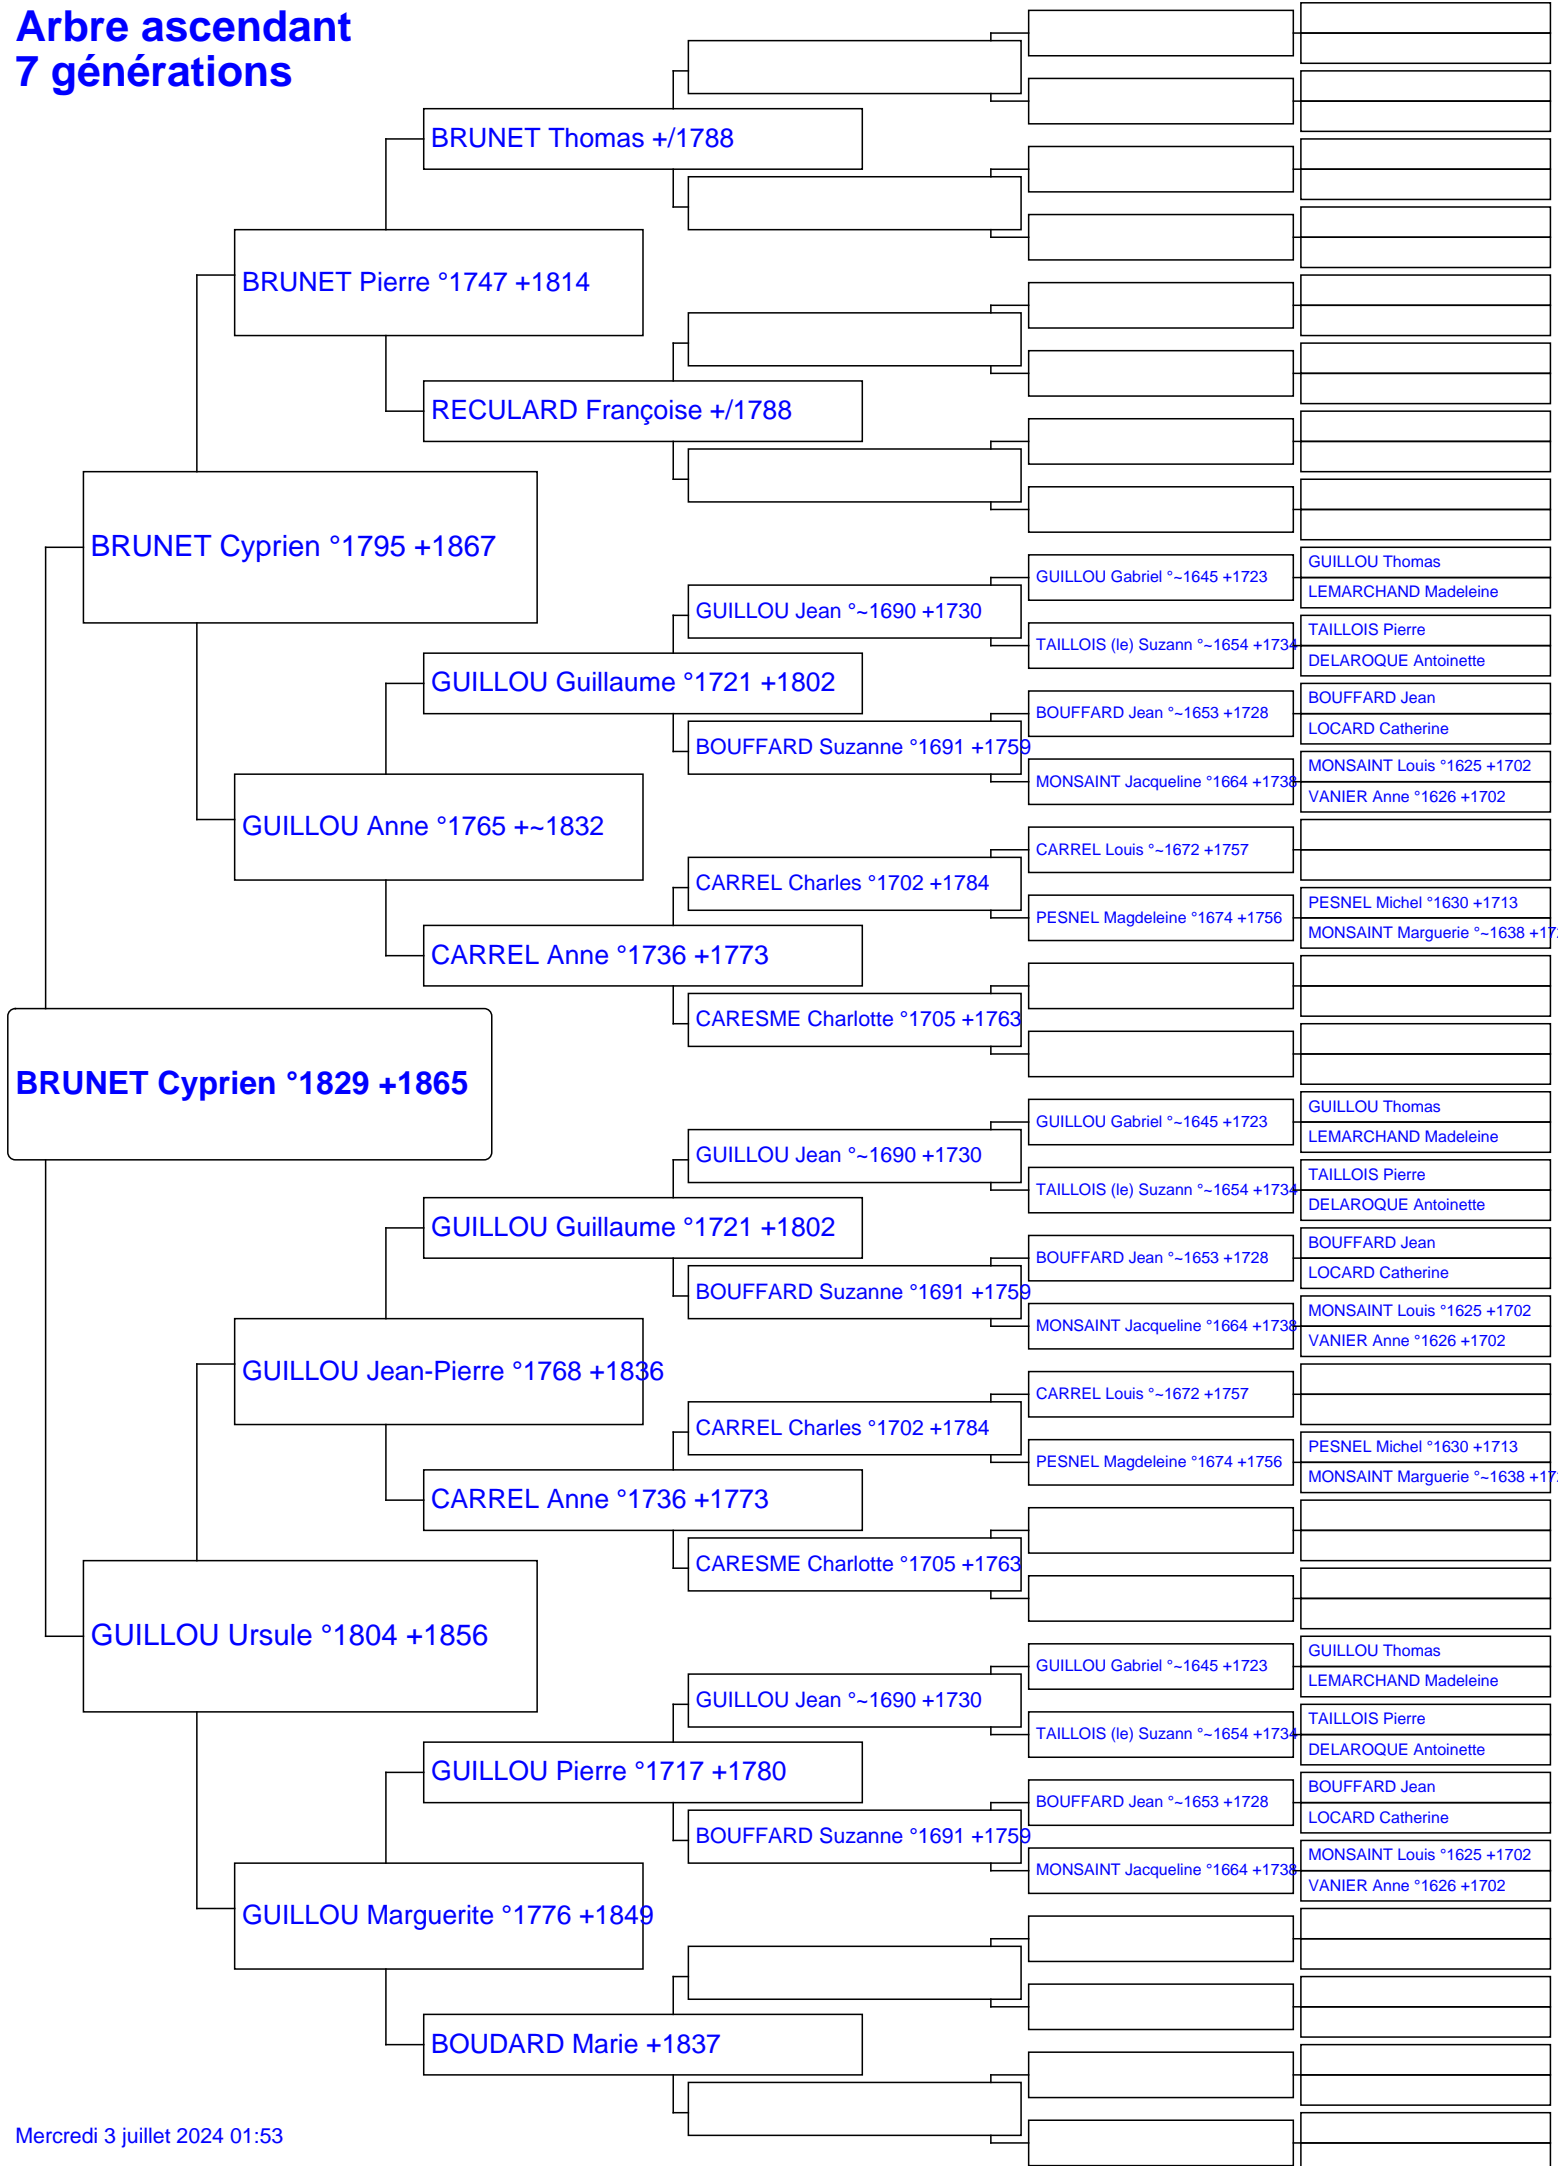 Arbre ascendant
7 générations
BRUNET Thomas +/1788
BRUNET Pierre °1747 +1814
RECULARD Françoise +/1788
BRUNET Cyprien °1795 +1867
GUILLOU Thomas
GUILLOU Gabriel °~1645 +1723
LEMARCHAND Madeleine
GUILLOU Jean °~1690 +1730
TAILLOIS Pierre
TAILLOIS (le) Suzann °~1654 +1734
DELAROQUE Antoinette
GUILLOU Guillaume °1721 +1802
BOUFFARD Jean
BOUFFARD Jean °~1653 +1728
LOCARD Catherine
BOUFFARD Suzanne °1691 +1759
MONSAINT Louis °1625 +1702
MONSAINT Jacqueline °1664 +1738
VANIER Anne °1626 +1702
GUILLOU Anne °1765 +~1832
CARREL Louis °~1672 +1757
CARREL Charles °1702 +1784
PESNEL Michel °1630 +1713
PESNEL Magdeleine °1674 +1756
MONSAINT Marguerie °~1638 +17
CARREL Anne °1736 +1773
CARESME Charlotte °1705 +1763
BRUNET Cyprien °1829 +1865
GUILLOU Thomas
GUILLOU Gabriel °~1645 +1723
LEMARCHAND Madeleine
GUILLOU Jean °~1690 +1730
TAILLOIS Pierre
TAILLOIS (le) Suzann °~1654 +1734
DELAROQUE Antoinette
GUILLOU Guillaume °1721 +1802
BOUFFARD Jean
BOUFFARD Jean °~1653 +1728
LOCARD Catherine
BOUFFARD Suzanne °1691 +1759
MONSAINT Louis °1625 +1702
MONSAINT Jacqueline °1664 +1738
VANIER Anne °1626 +1702
GUILLOU Jean-Pierre °1768 +1836
CARREL Louis °~1672 +1757
CARREL Charles °1702 +1784
PESNEL Michel °1630 +1713
PESNEL Magdeleine °1674 +1756
MONSAINT Marguerie °~1638 +17
CARREL Anne °1736 +1773
CARESME Charlotte °1705 +1763
GUILLOU Ursule °1804 +1856
GUILLOU Thomas
GUILLOU Gabriel °~1645 +1723
LEMARCHAND Madeleine
GUILLOU Jean °~1690 +1730
TAILLOIS Pierre
TAILLOIS (le) Suzann °~1654 +1734
DELAROQUE Antoinette
GUILLOU Pierre °1717 +1780
BOUFFARD Jean
BOUFFARD Jean °~1653 +1728
LOCARD Catherine
BOUFFARD Suzanne °1691 +1759
MONSAINT Louis °1625 +1702
MONSAINT Jacqueline °1664 +1738
VANIER Anne °1626 +1702
GUILLOU Marguerite °1776 +1849
BOUDARD Marie +1837
Mercredi 3 juillet 2024 01:53